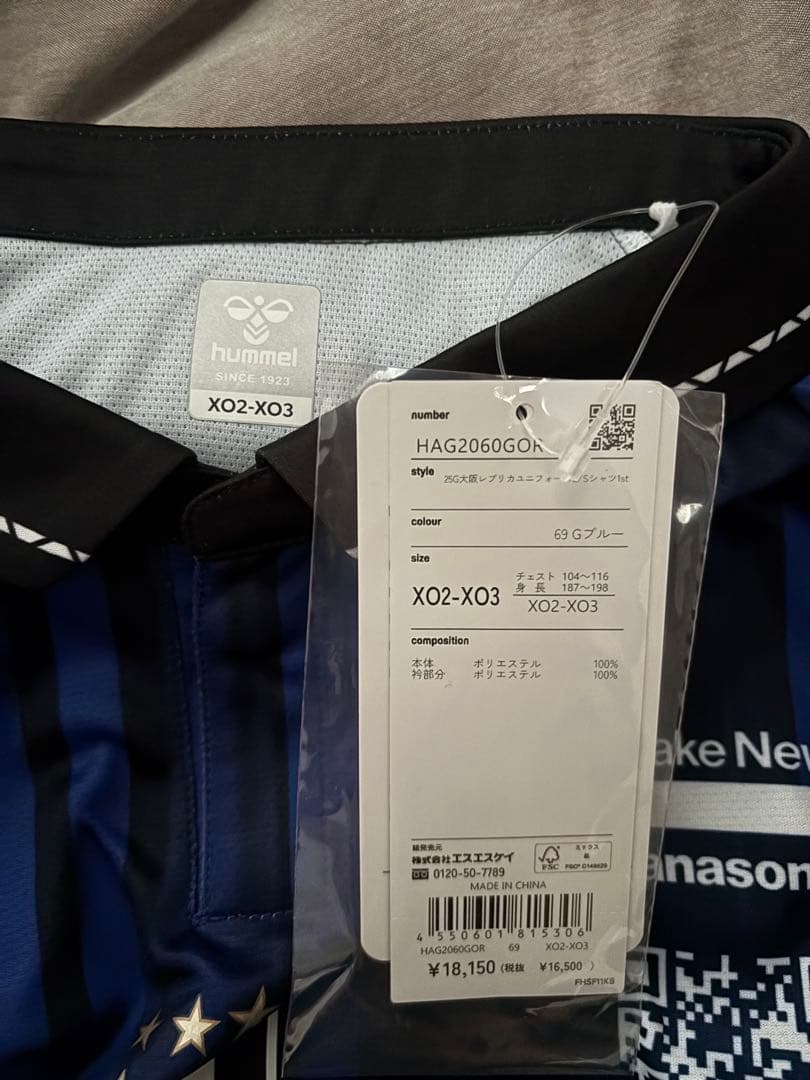 hummel
SINCE 1923
XO2-XO3
number
HAG2060GOR
style
25G大阪レプリカユニフォー /Sシャツ1st
colour
69 Gブルー
size
XO2-XO3
チェスト 104～116
身 長 187～198
XO2-XO3
composition
本体 ポリエステル 100%
衿部分 ポリエステル 100%
ake New
anason
株式会社エスエスケイ
0120-50-7789
MADE IN CHINA
FSC
ミックス
紙
4 550601 815306
HAG2060GOR 69 XO2-XO3
¥18,150 (税抜 ¥16,500 )
FHSF11KB